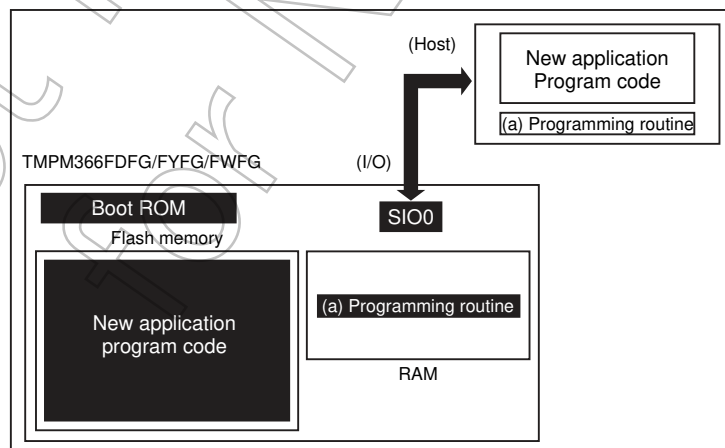 (Host)
New application
Program code
(a) Programming routine
TMPM366FDFG/FYFG/FWFG
(I/O)
Boot ROM
SIO0
Flash memory
New application
program code
(a) Programming routine
RAM